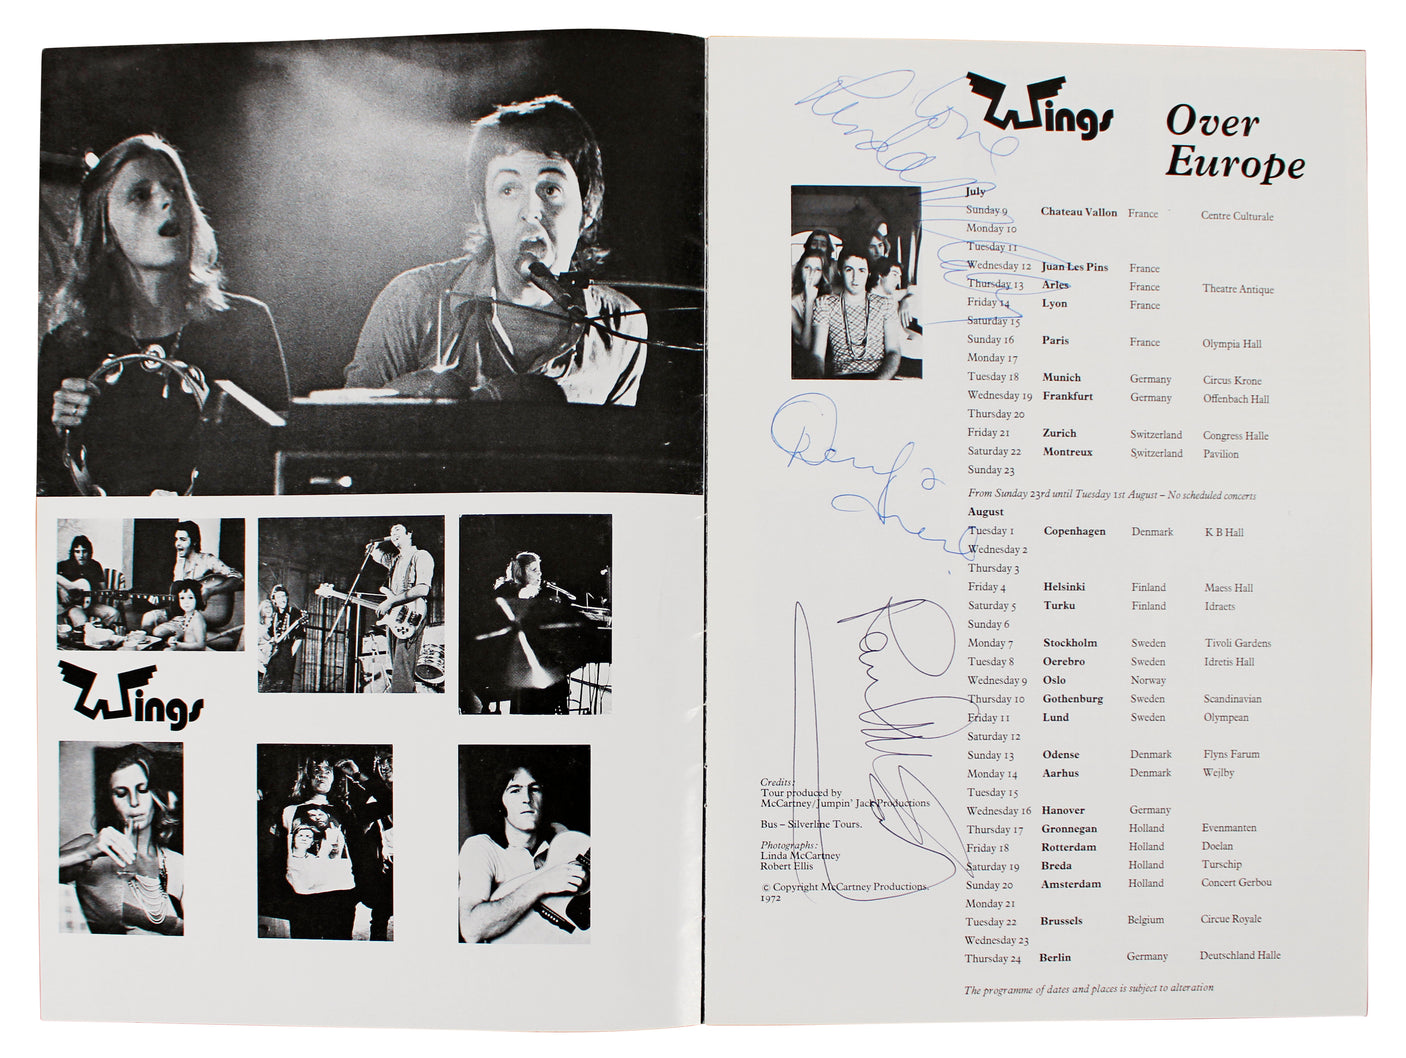 Wings
Wings
Over
Europe
Love
Linda
Denny
Laine
Paul McCartney
July
Sunday 9 Chateau Vallon France Centre Culturale
Monday 10
Tuesday 11
Wednesday 12 Juan Les Pins France
Thursday 13 Arles France Theatre Antique
Friday 14 Lyon France
Saturday 15
Sunday 16 Paris France Olympia Hall
Monday 17
Tuesday 18 Munich Germany Circus Krone
Wednesday 19 Frankfurt Germany Offenbach Hall
Thursday 20
Friday 21 Zurich Switzerland Congress Halle
Saturday 22 Montreux Switzerland Pavilion
Sunday 23
From Sunday 23rd until Tuesday 1st August – No scheduled concerts
August
Tuesday 1 Copenhagen Denmark K B Hall
Wednesday 2
Thursday 3
Friday 4 Helsinki Finland Maess Hall
Saturday 5 Turku Finland Idraets
Sunday 6
Monday 7 Stockholm Sweden Tivoli Gardens
Tuesday 8 Oerebro Sweden Idretis Hall
Wednesday 9 Oslo Norway
Thursday 10 Gothenburg Sweden Scandinavian
Friday 11 Lund Sweden Olympean
Saturday 12
Sunday 13 Odense Denmark Flyns Farum
Monday 14 Aarhus Denmark Wejlby
Tuesday 15
Wednesday 16 Hanover Germany
Thursday 17 Gronnegan Holland Evenmanten
Friday 18 Rotterdam Holland Doelan
Saturday 19 Breda Holland Turschip
Sunday 20 Amsterdam Holland Concert Gerbou
Monday 21
Tuesday 22 Brussels Belgium Circue Royale
Wednesday 23
Thursday 24 Berlin Germany Deutschland Halle
The programme of dates and places is subject to alteration
Credits:
Tour produced by
McCartney/Jumpin' Jack Productions
Bus – Silverline Tours.
Photographs:
Linda McCartney
Robert Ellis
© Copyright McCartney Productions.
1972